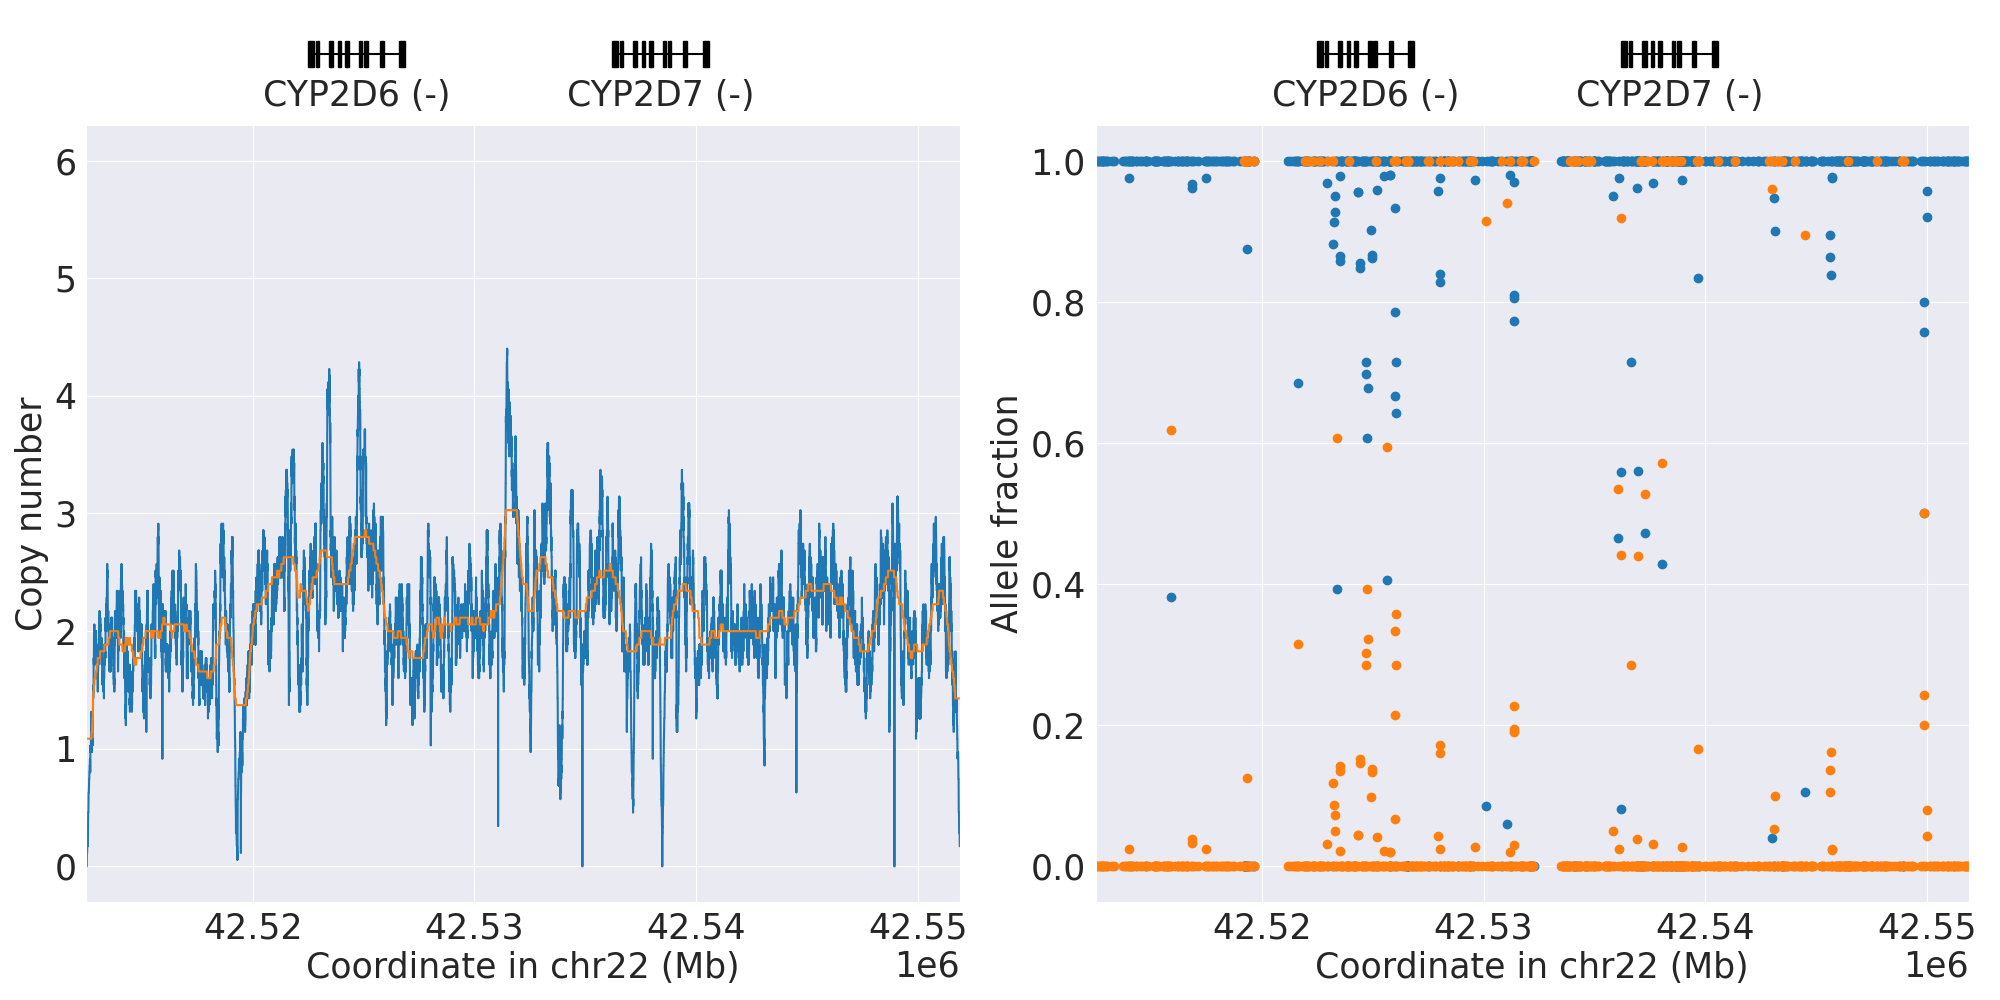 CYP2D6 (-) CYP2D7 (-)
6
5
4
3
2
1
0
Copy number
42.52 42.53 42.54 42.55
Coordinate in chr22 (Mb)
1e6
CYP2D6 (-) CYP2D7 (-)
1.0
0.8
0.6
0.4
0.2
0.0
Allele fraction
42.52 42.53 42.54 42.55
Coordinate in chr22 (Mb)
1e6